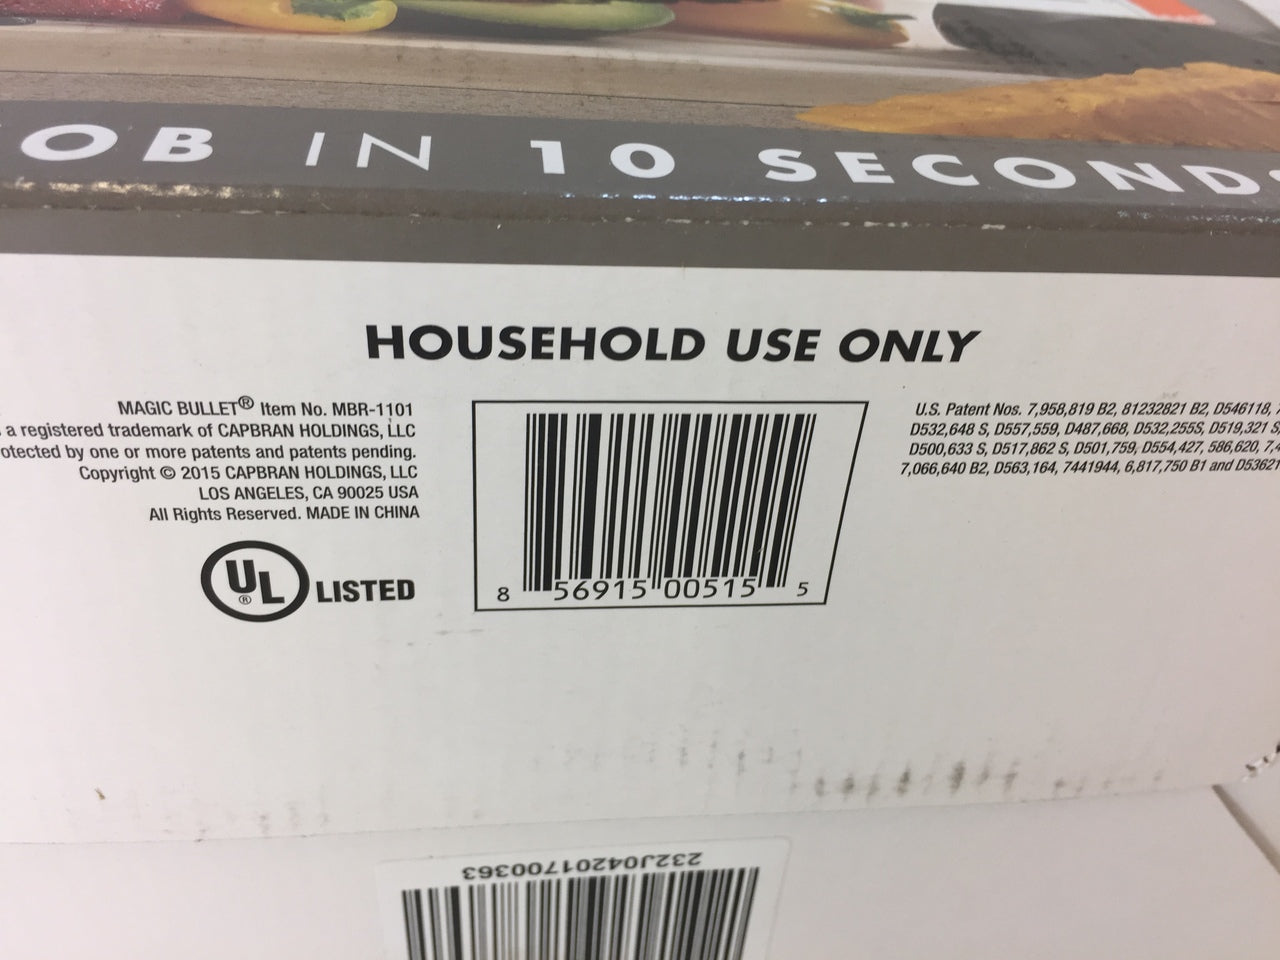 OB IN 10 SECONDS
HOUSEHOLD USE ONLY
MAGIC BULLET® Item No. MBR-1101
a registered trademark of CAPBRAN HOLDINGS, LLC
otected by one or more patents and patents pending.
Copyright © 2015 CAPBRAN HOLDINGS, LLC
LOS ANGELES, CA 90025 USA
All Rights Reserved. MADE IN CHINA
UL® LISTED
8 56915 00515 5
U.S. Patent Nos. 7,958,819 B2, 81232821 B2, D546118,
D532,648 S, D557,559, D487,668, D532,255S, D519,321 S,
D500,633 S, D517,862 S, D501,759, D554,427, 586,620, 7,4
7,066,640 B2, D563,164, 7441944, 6,817,750 B1 and D53621
232J04201700363